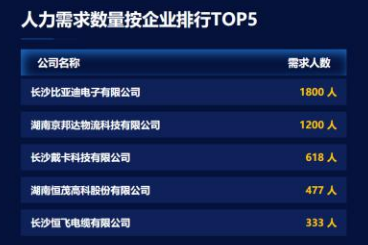 人力需求数量按企业排行TOP5
公司名称 需求人数
长沙比亚迪电子有限公司 1800 人
湖南京邦达物流科技有限公司 1200 人
长沙戴卡科技有限公司 618 人
湖南恒茂高科股份有限公司 477 人
长沙恒飞电缆有限公司 333 人